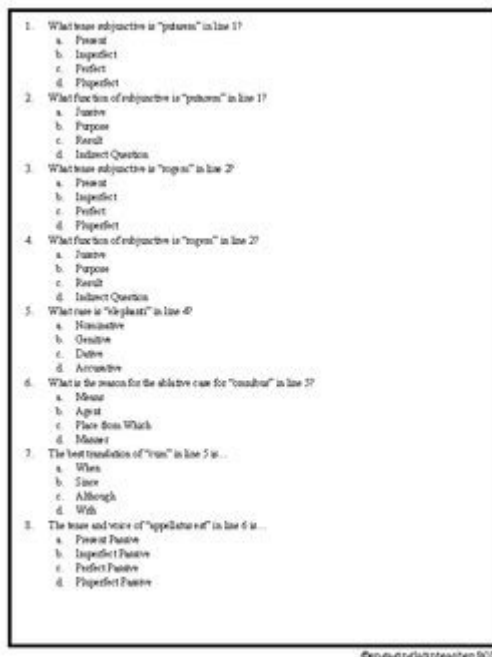 1. What tense subjunctive is "putarem" in line 1?
a. Present
b. Imperfect
c. Perfect
d. Pluperfect
2. What function of subjunctive is "putarem" in line 1?
a. Jussive
b. Purpose
c. Result
d. Indirect Question
3. What tense subjunctive is "rogem" in line 2?
a. Present
b. Imperfect
c. Perfect
d. Pluperfect
4. What function of subjunctive is "rogem" in line 2?
a. Jussive
b. Purpose
c. Result
d. Indirect Question
5. What case is "elephanti" in line 4?
a. Nominative
b. Genitive
c. Dative
d. Accusative
6. What is the reason for the ablative case for "omnibus" in line 5?
a. Means
b. Agent
c. Place from Which
d. Manner
7. The best translation of "cum" in line 5 is...
a. When
b. Since
c. Although
d. With
8. The tense and voice of "appellatus est" in line 6 is...
a. Present Passive
b. Imperfect Passive
c. Perfect Passive
d. Pluperfect Passive